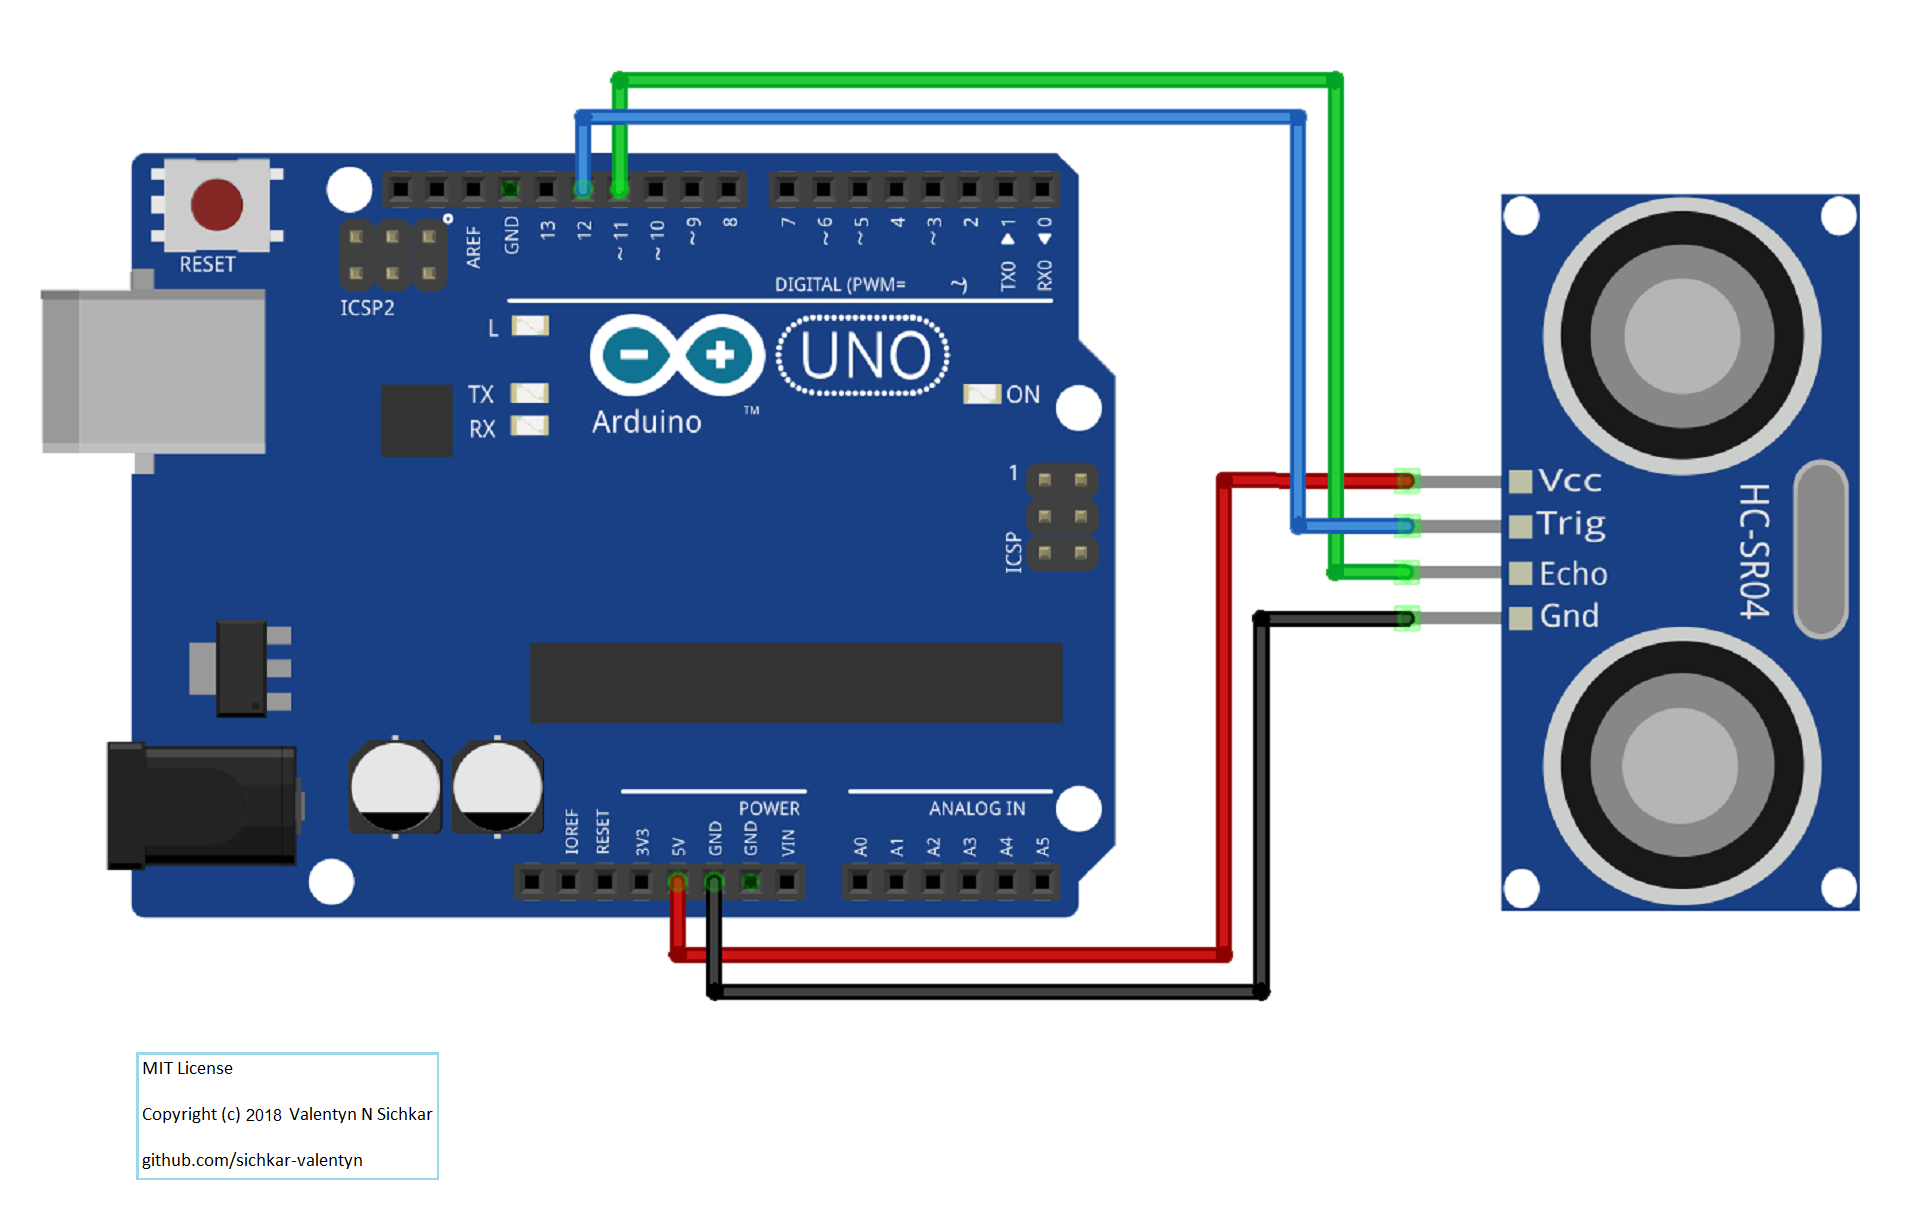 RESET
ICSP2
AREF
GND
13
12
~11
~10
~9
8
7
~6
~5
4
~3
2
TX0 ▶ 1
RX0 ◀ 0
DIGITAL (PWM= ~)
L
TX
RX
UNO
Arduino
TM
ON
1
ICSP
POWER
ANALOG IN
IOREF
RESET
3V3
5V
GND
GND
VIN
A0
A1
A2
A3
A4
A5
Vcc
Trig
Echo
Gnd
HC-SR04
MIT License
Copyright (c) 2018 Valentyn N Sichkar
github.com/sichkar-valentyn